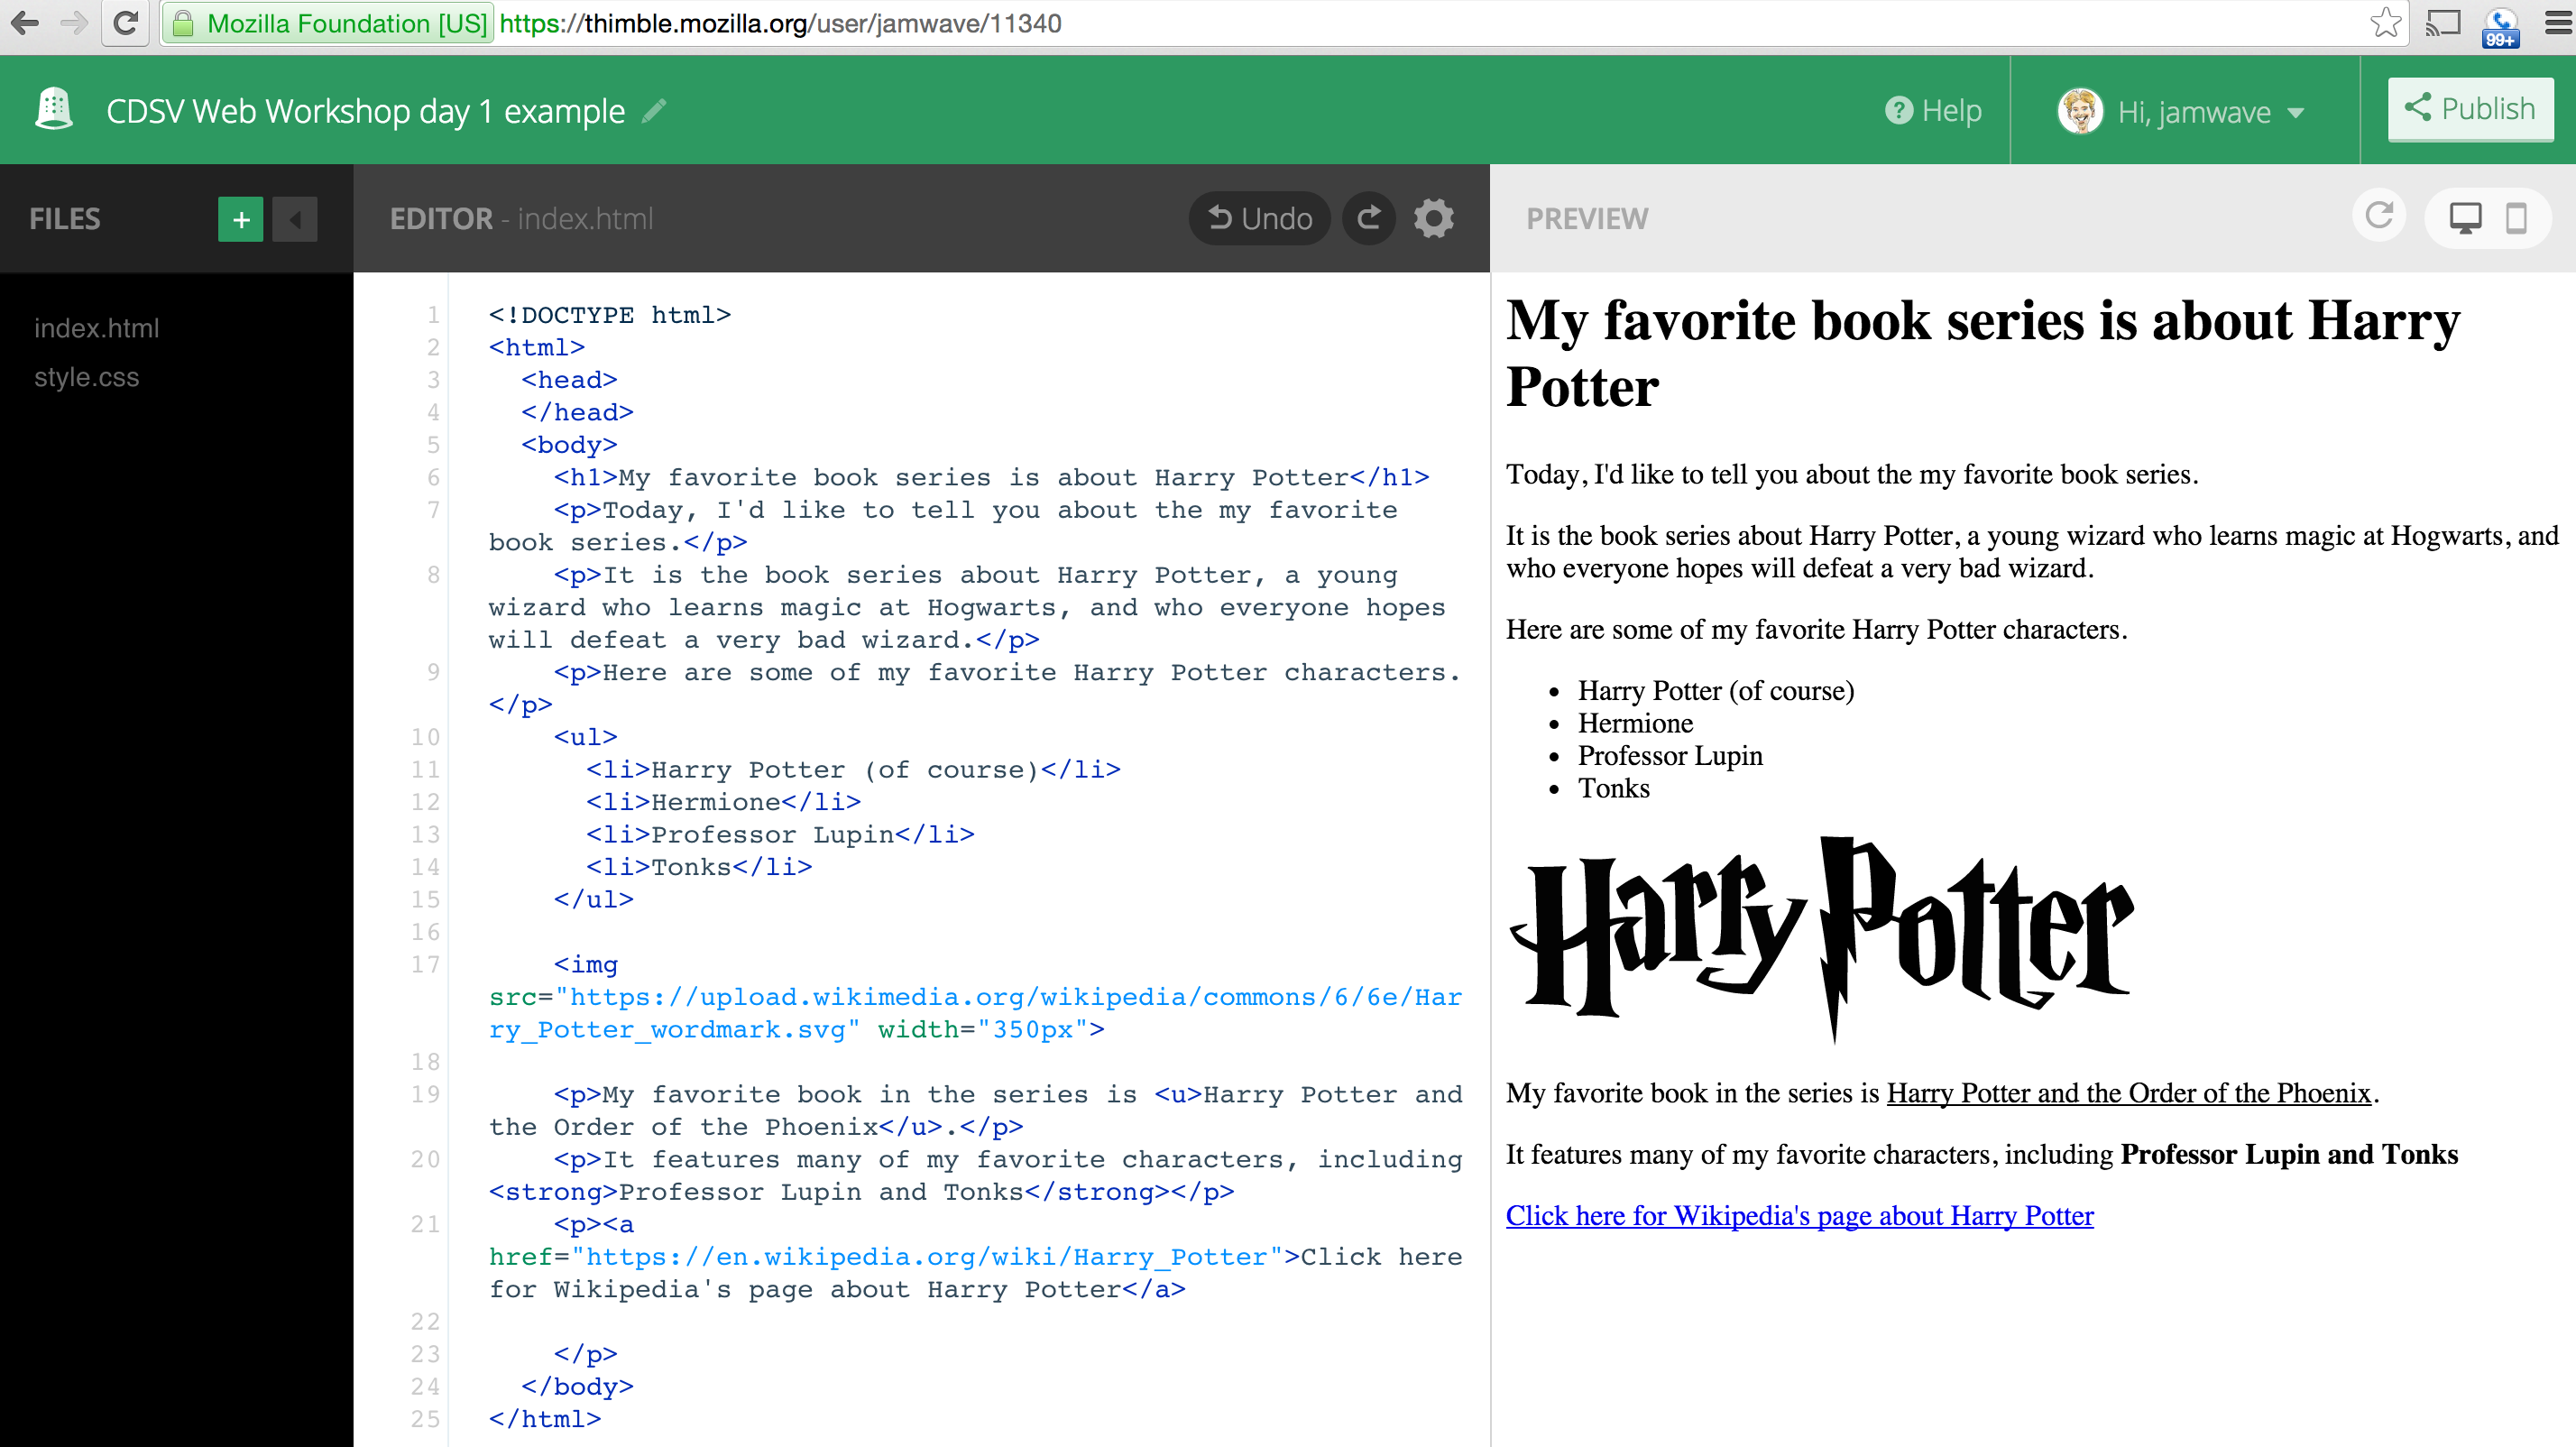 Mozilla Foundation [US] https://thimble.mozilla.org/user/jamwave/11340
99+
CDSV Web Workshop day 1 example
? Help
Hi, jamwave
Publish
FILES
+
EDITOR - index.html
Undo
PREVIEW
index.html
style.css
1 <!DOCTYPE html>
2 <html>
3 <head>
4 </head>
5 <body>
6 <h1>My favorite book series is about Harry Potter</h1>
7 <p>Today, I'd like to tell you about the my favorite
book series.</p>
8 <p>It is the book series about Harry Potter, a young
wizard who learns magic at Hogwarts, and who everyone hopes
will defeat a very bad wizard.</p>
9 <p>Here are some of my favorite Harry Potter characters.
</p>
10 <ul>
11 <li>Harry Potter (of course)</li>
12 <li>Hermione</li>
13 <li>Professor Lupin</li>
14 <li>Tonks</li>
15 </ul>
16
17 <img
src="https://upload.wikimedia.org/wikipedia/commons/6/6e/Har
ry_Potter_wordmark.svg" width="350px">
18
19 <p>My favorite book in the series is <u>Harry Potter and
the Order of the Phoenix</u>.</p>
20 <p>It features many of my favorite characters, including
<strong>Professor Lupin and Tonks</strong></p>
21 <p><a
href="https://en.wikipedia.org/wiki/Harry_Potter">Click here
for Wikipedia's page about Harry Potter</a>
22
23 </p>
24 </body>
25 </html>
My favorite book series is about Harry
Potter
Today, I'd like to tell you about the my favorite book series.
It is the book series about Harry Potter, a young wizard who learns magic at Hogwarts, and
who everyone hopes will defeat a very bad wizard.
Here are some of my favorite Harry Potter characters.
• Harry Potter (of course)
• Hermione
• Professor Lupin
• Tonks
Harry Potter
My favorite book in the series is Harry Potter and the Order of the Phoenix.
It features many of my favorite characters, including Professor Lupin and Tonks
Click here for Wikipedia's page about Harry Potter